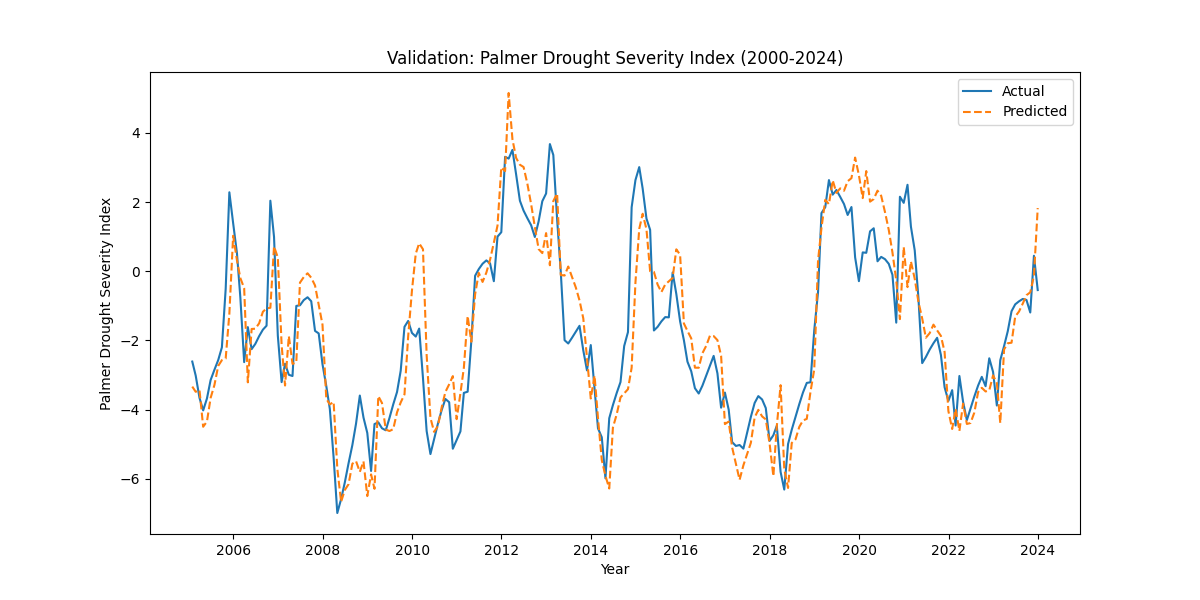 Validation: Palmer Drought Severity Index (2000-2024)
Actual
Predicted
Palmer Drought Severity Index
4
2
0
−2
−4
−6
2006 2008 2010 2012 2014 2016 2018 2020 2022 2024
Year